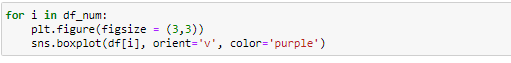 for i in df_num:
    plt.figure(figsize = (3,3))
    sns.boxplot(df[i], orient='v', color='purple')